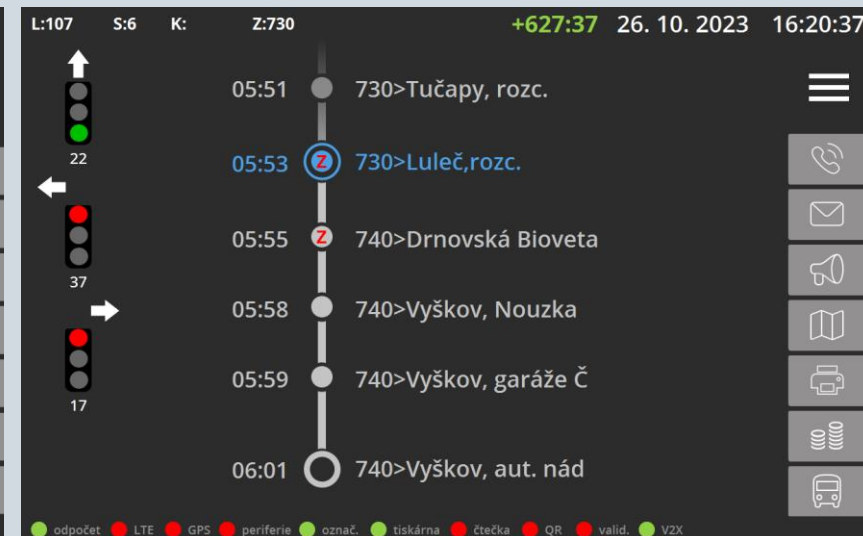 L:107 S:6 K: Z:730 +627:37 26. 10. 2023 16:20:37
05:51 730>Tučapy, rozc.
22
05:53 Z 730>Luleč,rozc.
05:55 Z 740>Drnovská Bioveta
37
05:58 740>Vyškov, Nouzka
05:59 740>Vyškov, garáže Č
17
06:01 740>Vyškov, aut. nád
odpočet LTE GPS periferie označ. tiskárna čtečka QR valid. V2X